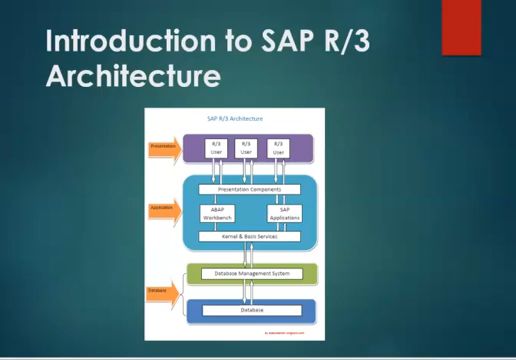 Introduction to SAP R/3
Architecture
SAP R/3 Architecture
Presentation
R/3
User
R/3
User
R/3
User
Presentation Components
Application
ABAP
Workbench
SAP
Applications
Kernel & Basis Services
Database Management System
Database
Database